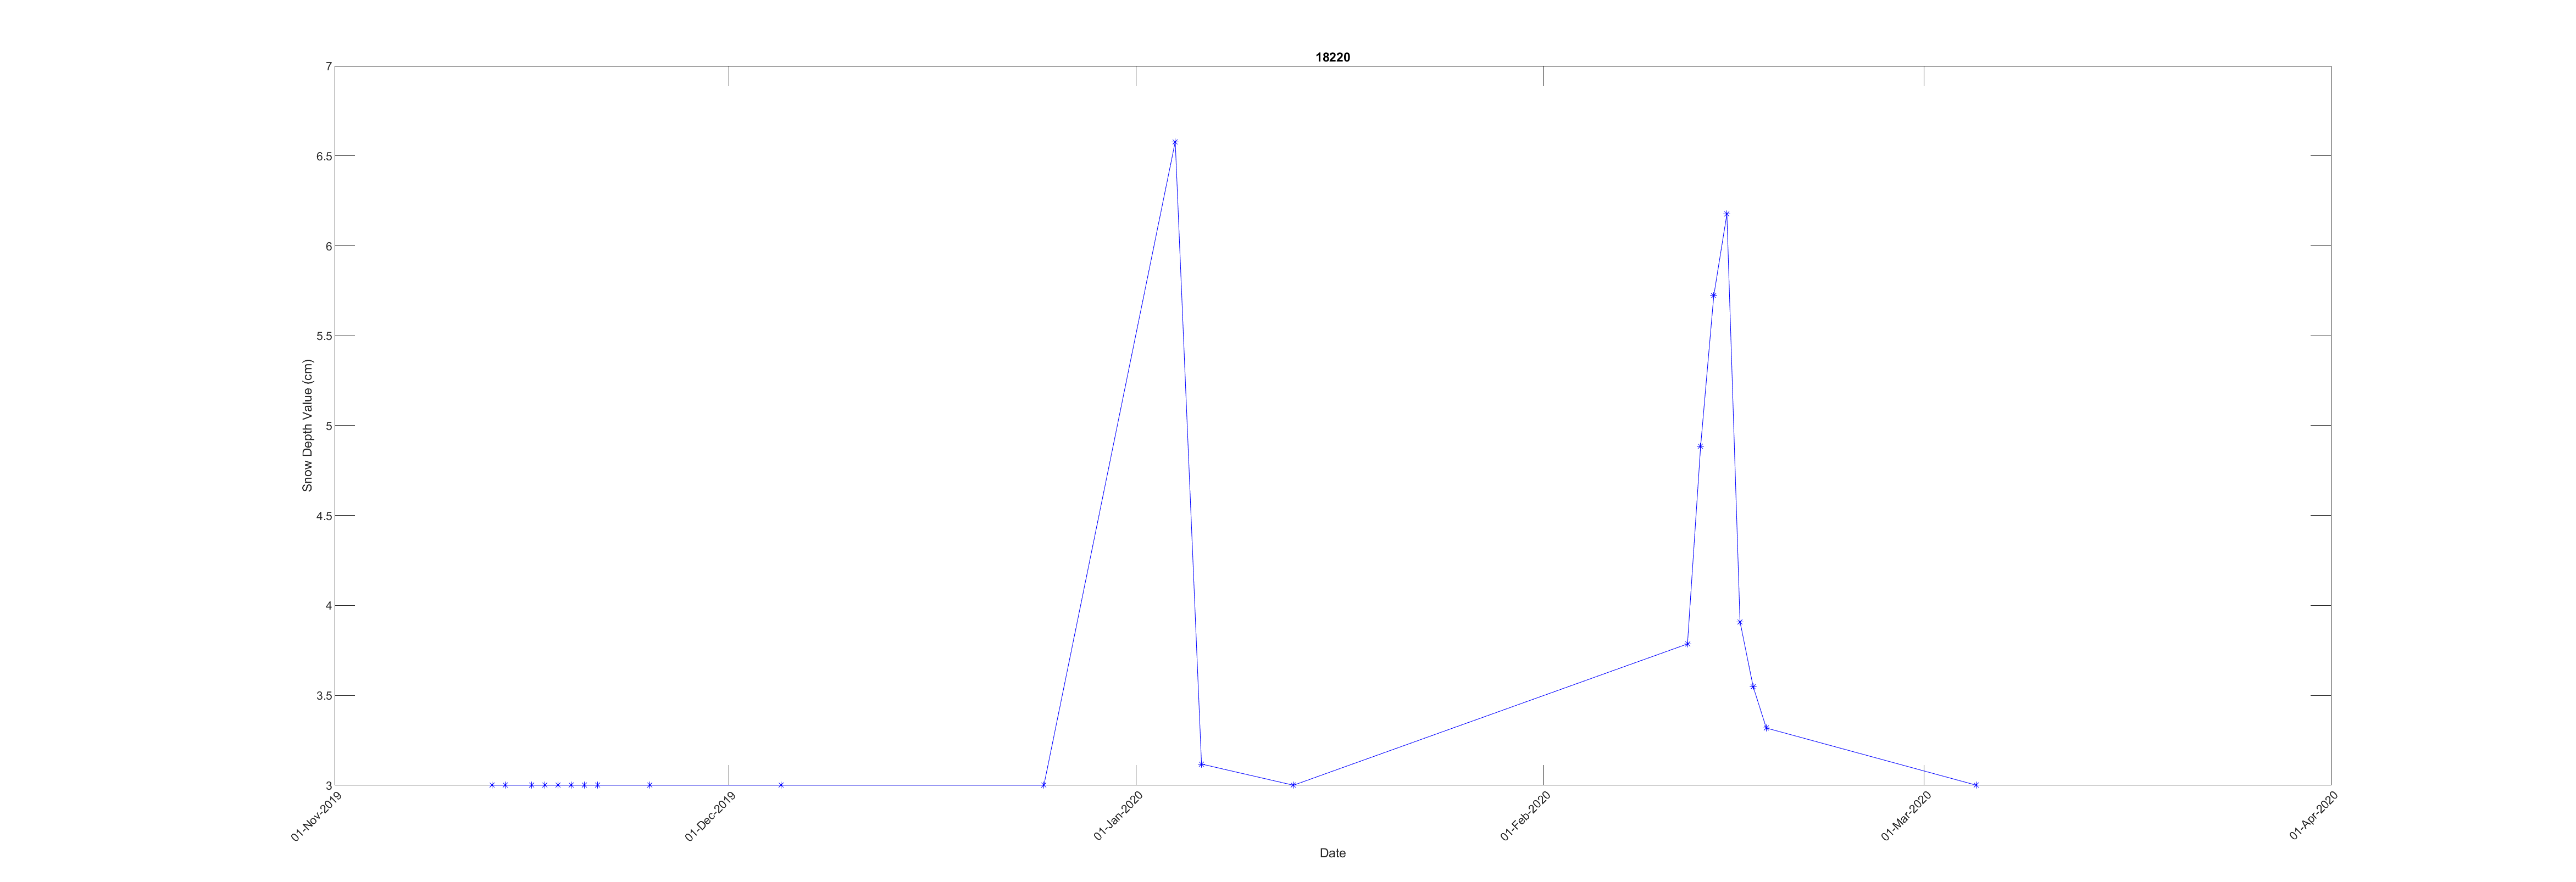 18220
7
6.5
6
5.5
5
4.5
4
3.5
3
Snow Depth Value (cm)
01-Nov-2019
01-Dec-2019
01-Jan-2020
01-Feb-2020
01-Mar-2020
01-Apr-2020
Date